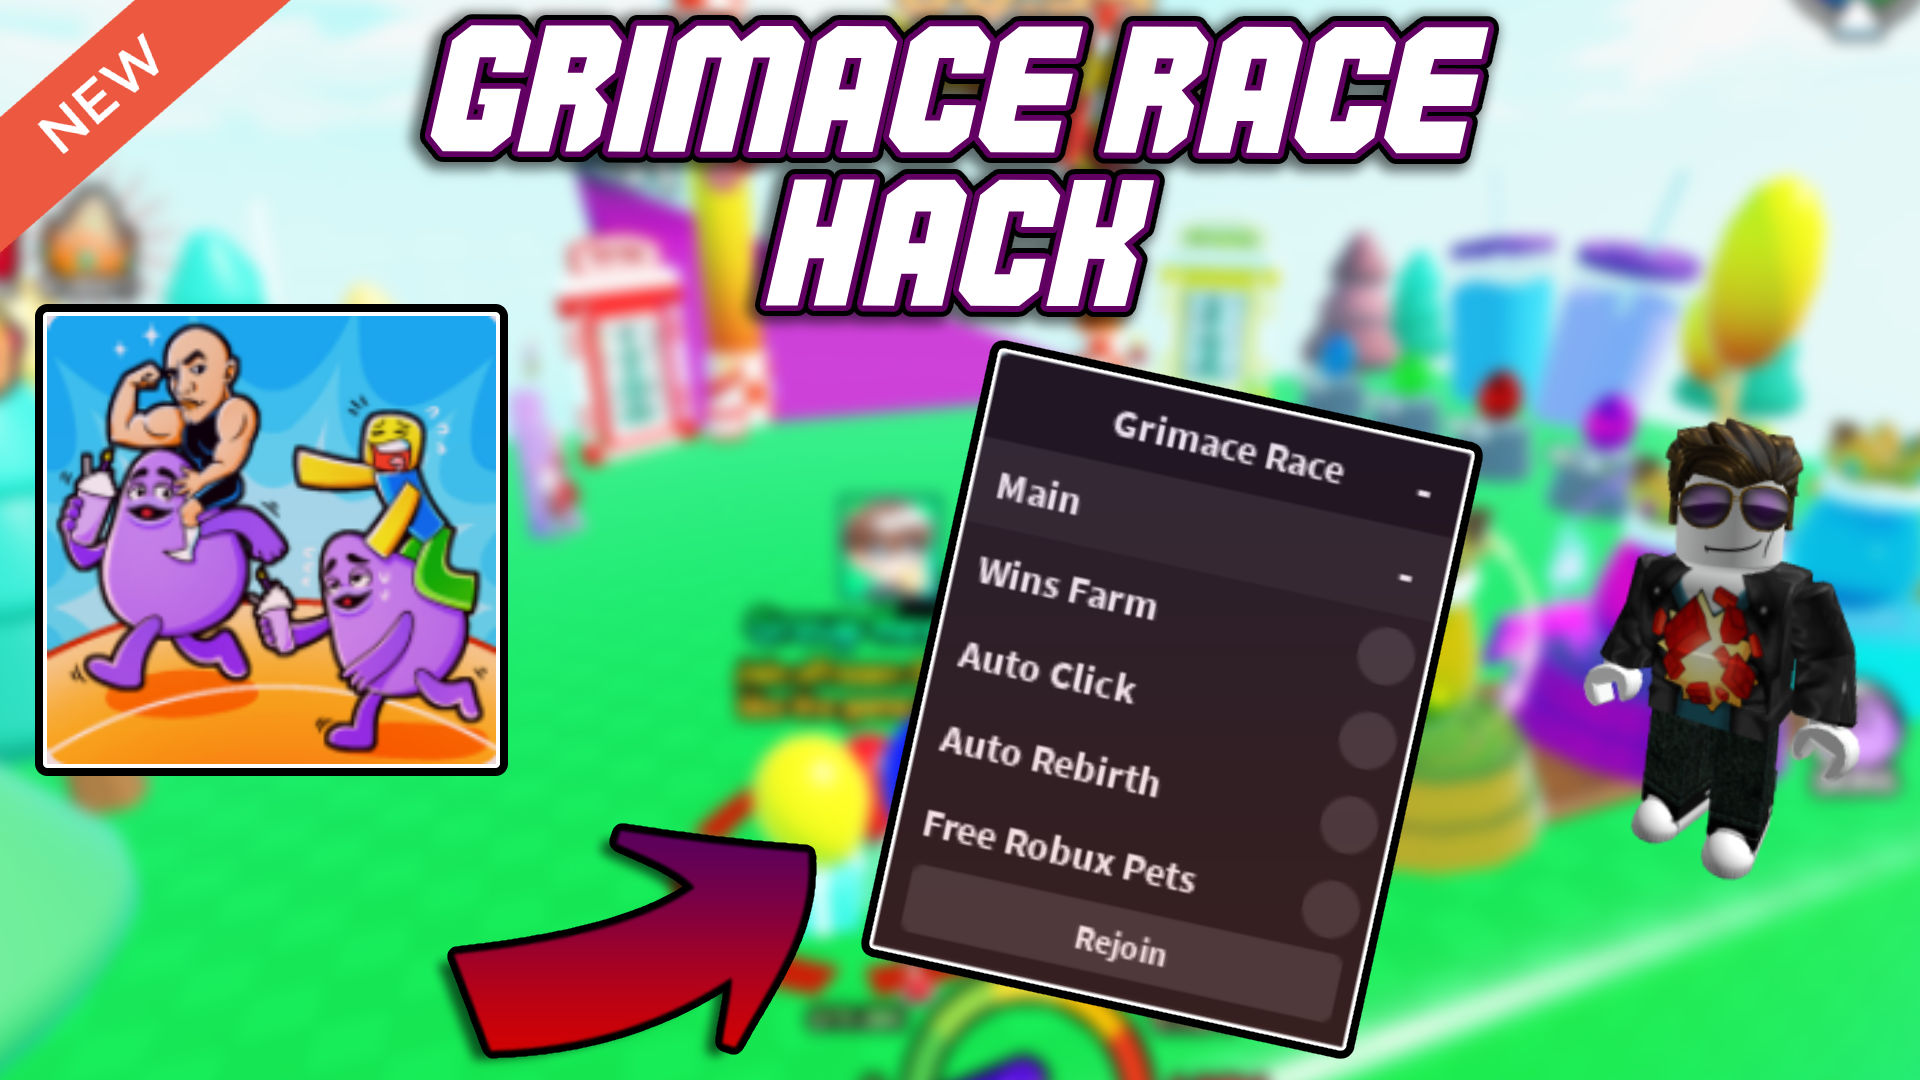 NEW
GRIMACE RACE
HACK
Grimace Race -
Main -
Wins Farm
Auto Click
Auto Rebirth
Free Robux Pets
Rejoin